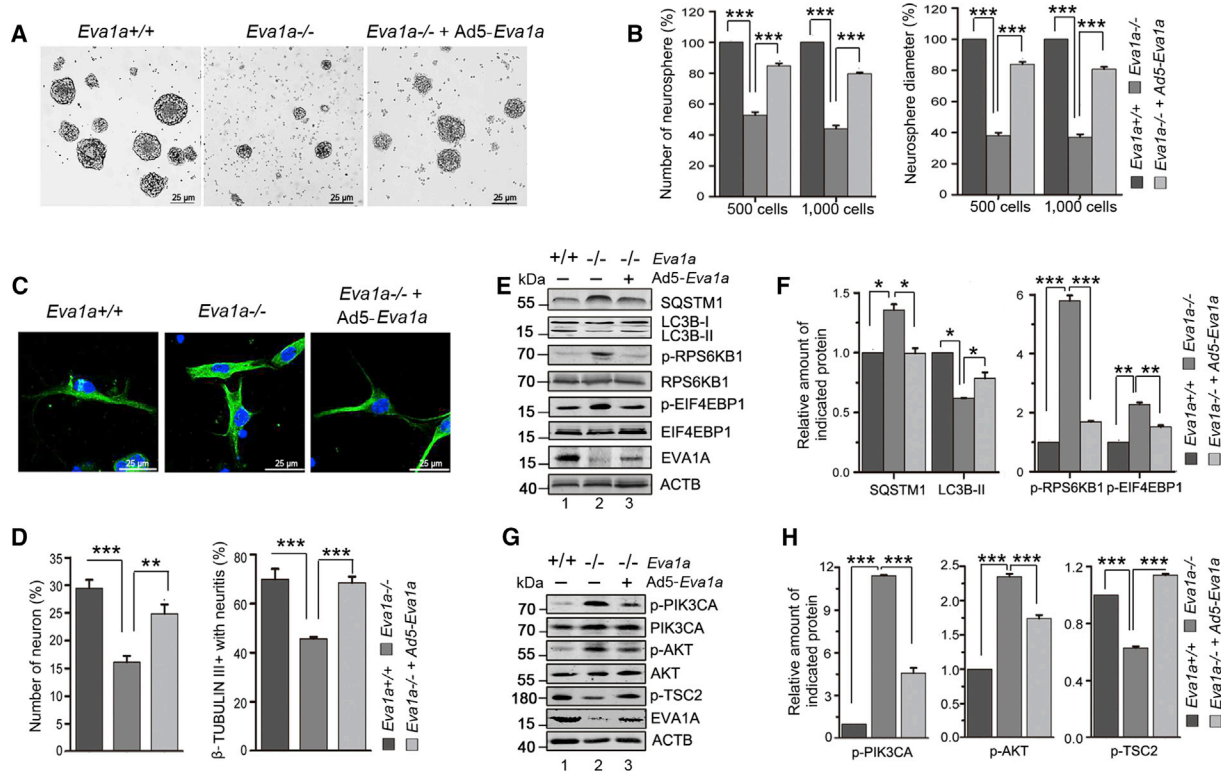 A
Eva1a+/+
Eva1a-/-
Eva1a-/- + Ad5-Eva1a
25 µm
25 µm
25 µm
B
Number of neurosphere (%)
120
100
80
60
40
20
0
***
***
***
***
500 cells
1,000 cells
Neurosphere diameter (%)
120
100
80
60
40
20
0
***
***
***
***
500 cells
1,000 cells
Eva1a+/+
Eva1a-/-
Eva1a-/- + Ad5-Eva1a
C
Eva1a+/+
Eva1a-/-
Eva1a-/- +
Ad5-Eva1a
25 µm
25 µm
25 µm
D
Number of neuron (%)
35
30
25
20
15
10
5
0
***
**
β-TUBULIN III+ with neuritis (%)
80
60
40
20
0
***
***
Eva1a+/+
Eva1a-/-
Eva1a-/- + Ad5-Eva1a
E
+/+ -/- -/- Eva1a
kDa – – + Ad5-Eva1a
55 SQSTM1
LC3B-I
15 LC3B-II
70 p-RPS6KB1
70 RPS6KB1
15 p-EIF4EBP1
15 EIF4EBP1
15 EVA1A
40 ACTB
1 2 3
F
Relative amount of
indicated protein
1.5
1.0
0.5
0.0
*
*
*
*
SQSTM1
LC3B-II
6
4
2
0
***
***
**
**
p-RPS6KB1
p-EIF4EBP1
Eva1a+/+
Eva1a-/-
Eva1a-/- + Ad5-Eva1a
G
+/+ -/- -/- Eva1a
kDa – – + Ad5-Eva1a
70 p-PIK3CA
70 PIK3CA
55 p-AKT
55 AKT
180 p-TSC2
15 EVA1A
40 ACTB
1 2 3
H
Relative amount of
indicated protein
12
9
6
3
0
***
***
p-PIK3CA
2.5
2.0
1.5
1.0
0.5
0.0
***
***
p-AKT
1.2
0.8
0.4
0.0
***
***
p-TSC2
Eva1a+/+
Eva1a-/-
Eva1a-/- + Ad5-Eva1a